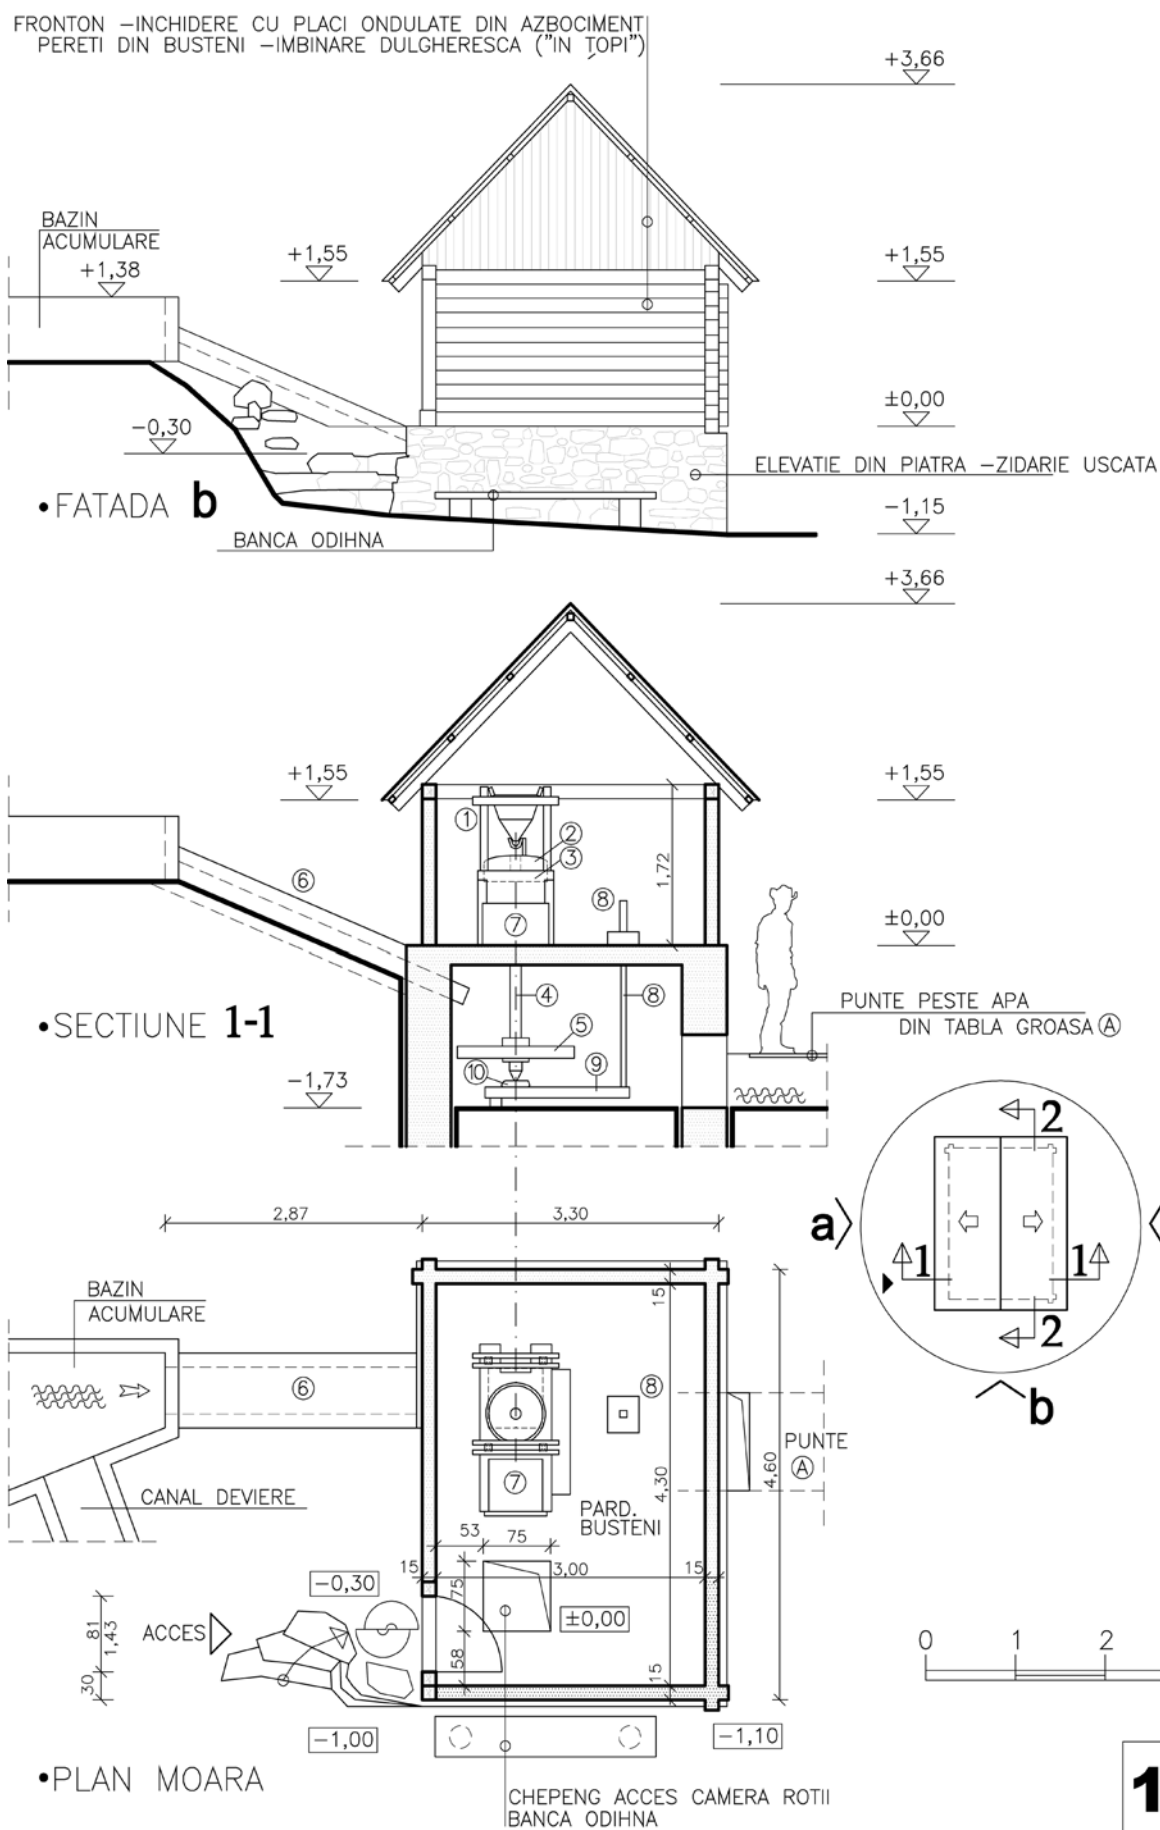 FRONTON –INCHIDERE CU PLACI ONDULATE DIN AZBOCIMENT
PERETI DIN BUSTENI –IMBINARE DULGHERESCA ("IN TOPI")
+3,66
BAZIN
ACUMULARE
+1,38
+1,55
+1,55
±0,00
–0,30
ELEVATIE DIN PIATRA –ZIDARIE USCATA
•FATADA b
–1,15
BANCA ODIHNA
+3,66
+1,55
+1,55
1
2
3
6
1,72
8
7
±0,00
4
8
PUNTE PESTE APA
DIN TABLA GROASA A
•SECTIUNE 1-1
5
10
9
–1,73
2
a
1
1
2
b
2,87
3,30
BAZIN
ACUMULARE
15
6
8
PUNTE
A
7
4,30
4,60
CANAL DEVIERE
PARD.
BUSTENI
53
75
15
3,00
15
–0,30
75
±0,00
81
1,43
ACCES
30
58
15
0
1
2
–1,00
–1,10
•PLAN MOARA
CHEPENG ACCES CAMERA ROTII
BANCA ODIHNA
1